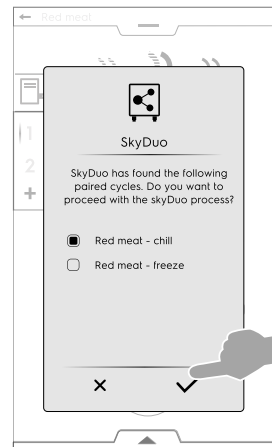 Red meat
1
2
SkyDuo
SkyDuo has found the following
paired cycles. Do you want to
proceed with the skyDuo process?
Red meat - chill
Red meat - freeze